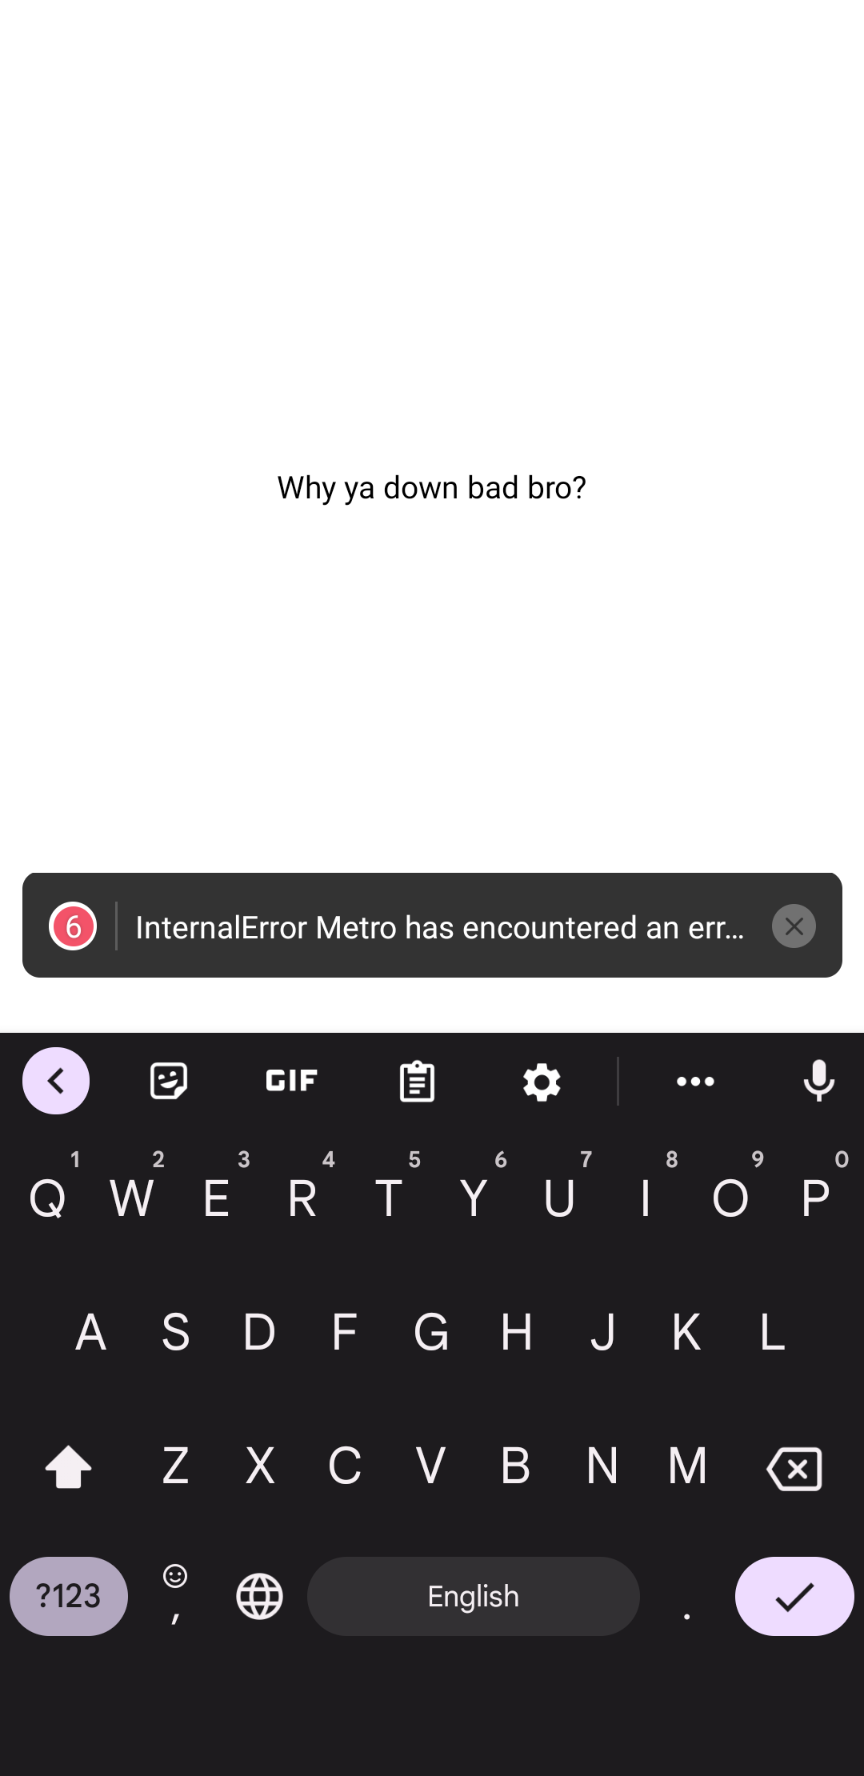 Why ya down bad bro?
6 InternalError Metro has encountered an err...
GIF
1 2 3 4 5 6 7 8 9 0
Q W E R T Y U I O P
A S D F G H J K L
Z X C V B N M
?123 , English .